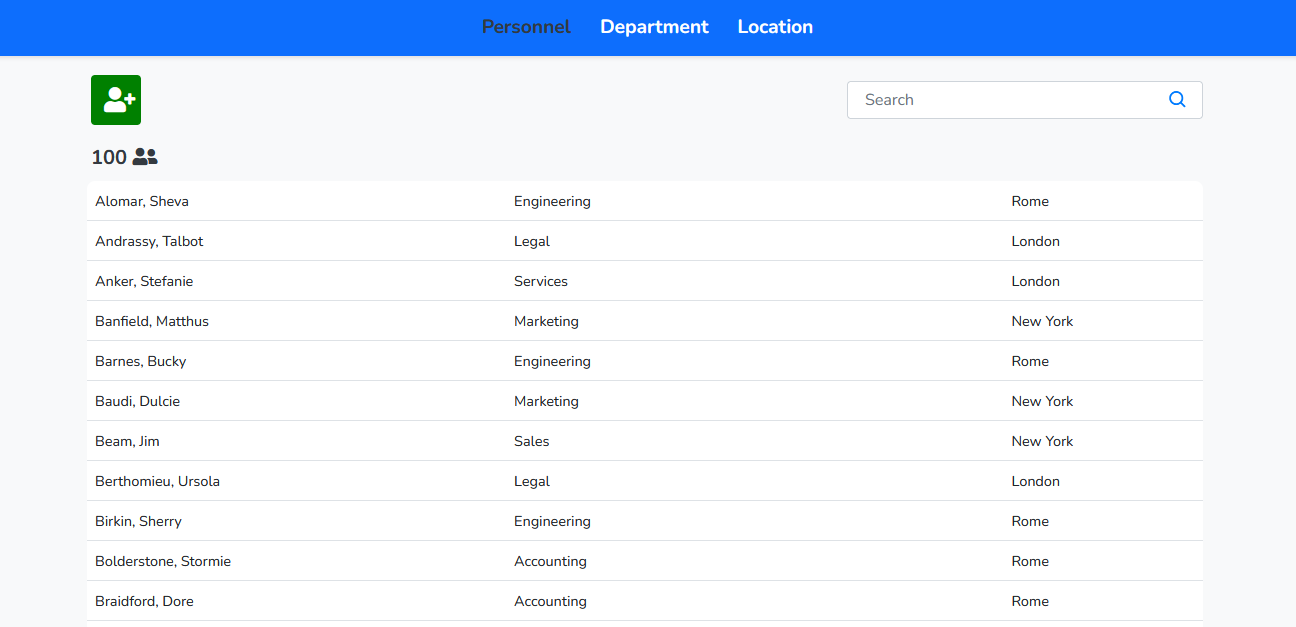 Personnel Department Location
Search
100
Alomar, Sheva Engineering Rome
Andrassy, Talbot Legal London
Anker, Stefanie Services London
Banfield, Matthus Marketing New York
Barnes, Bucky Engineering Rome
Baudi, Dulcie Marketing New York
Beam, Jim Sales New York
Berthomieu, Ursola Legal London
Birkin, Sherry Engineering Rome
Bolderstone, Stormie Accounting Rome
Braidford, Dore Accounting Rome